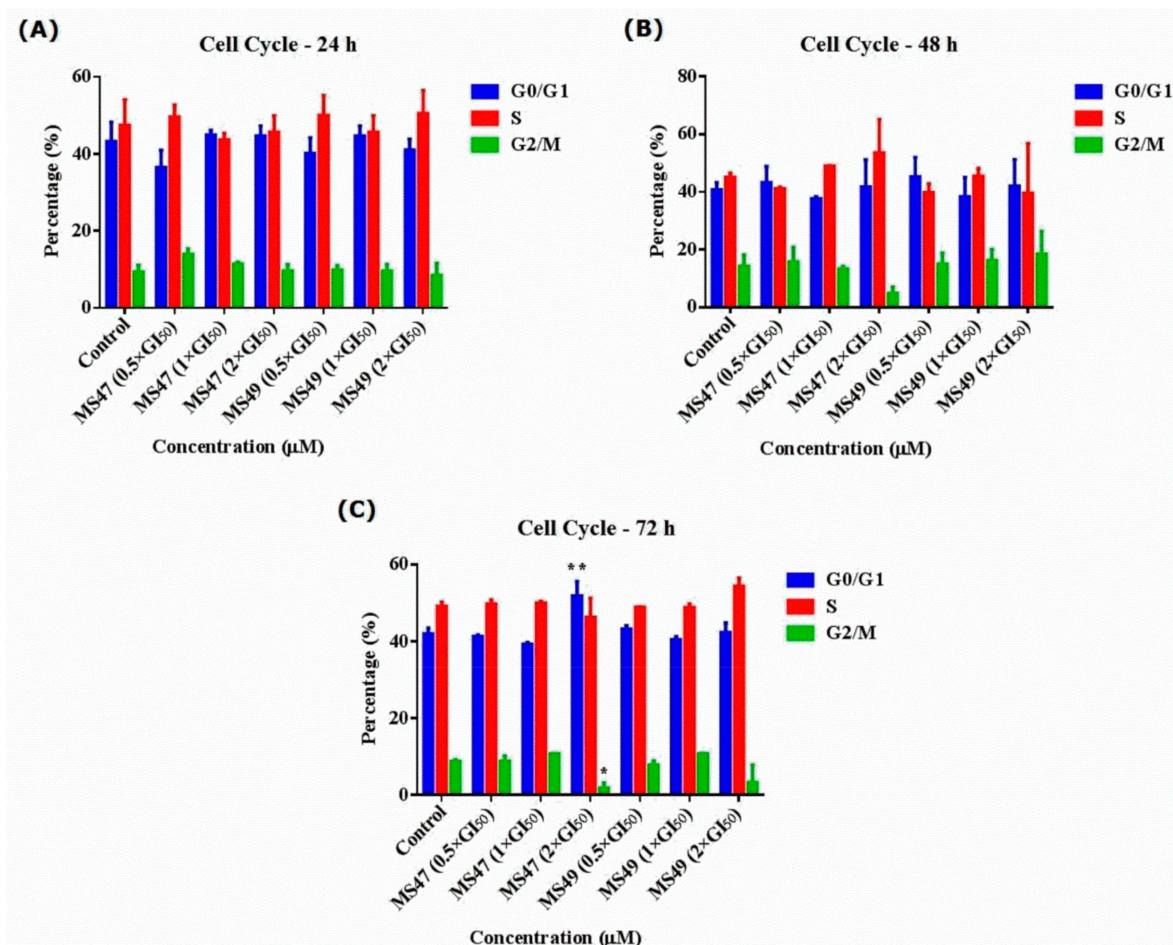 (A)
Cell Cycle - 24 h
60
40
20
0
Percentage (%)
G0/G1
S
G2/M
Control
MS47 (0.5×GI₅₀)
MS47 (1×GI₅₀)
MS47 (2×GI₅₀)
MS49 (0.5×GI₅₀)
MS49 (1×GI₅₀)
MS49 (2×GI₅₀)
Concentration (μM)
(B)
Cell Cycle - 48 h
80
60
40
20
0
Percentage (%)
G0/G1
S
G2/M
Control
MS47 (0.5×GI₅₀)
MS47 (1×GI₅₀)
MS47 (2×GI₅₀)
MS49 (0.5×GI₅₀)
MS49 (1×GI₅₀)
MS49 (2×GI₅₀)
Concentration (μM)
(C)
Cell Cycle - 72 h
60
40
20
0
Percentage (%)
**
*
G0/G1
S
G2/M
Control
MS47 (0.5×GI₅₀)
MS47 (1×GI₅₀)
MS47 (2×GI₅₀)
MS49 (0.5×GI₅₀)
MS49 (1×GI₅₀)
MS49 (2×GI₅₀)
Concentration (μM)